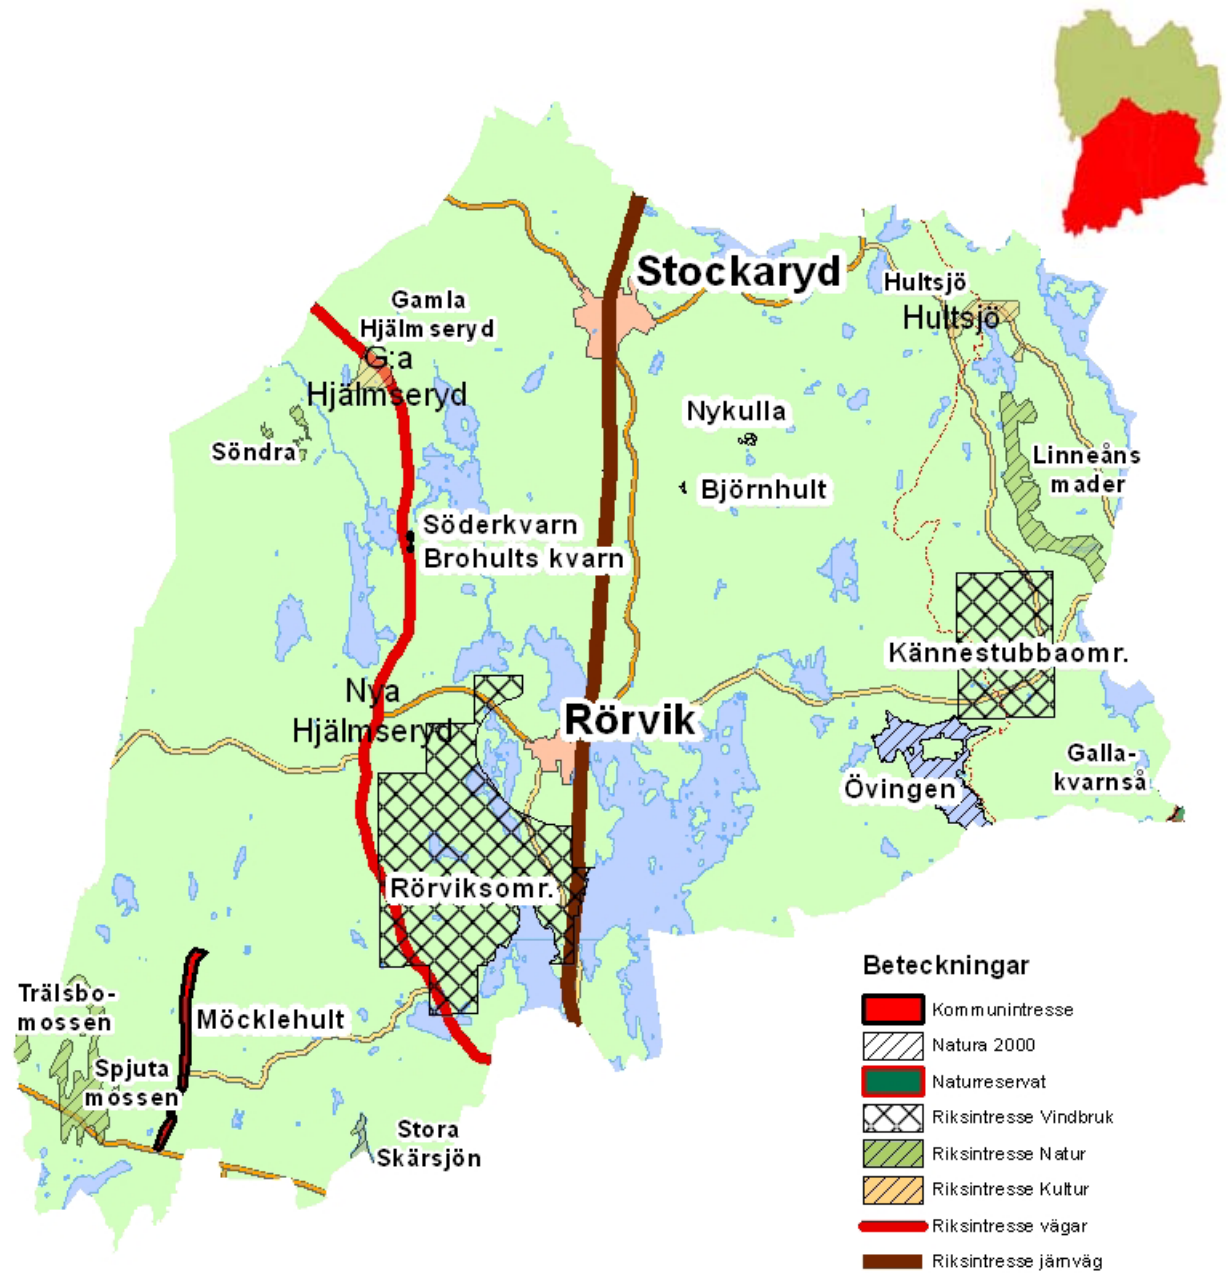 Stockaryd
Hultsjö
Hultsjö
Gamla
Hjälmseryd
G:a
Hjälmseryd
Nykulla
Söndra
Linneåns
mader
Björnhult
Söderkvarn
Brohults kvarn
Kännestubbaomr.
Nya
Hjälmseryd
Rörvik
Galla-
kvarnså
Övingen
Rörviksomr.
Trälsbo-
mossen
Möcklehult
Spjuta
mossen
Stora
Skärsjön
Beteckningar
Kommunintresse
Natura 2000
Naturreservat
Riksintresse Vindbruk
Riksintresse Natur
Riksintresse Kultur
Riksintresse vägar
Riksintresse järnväg